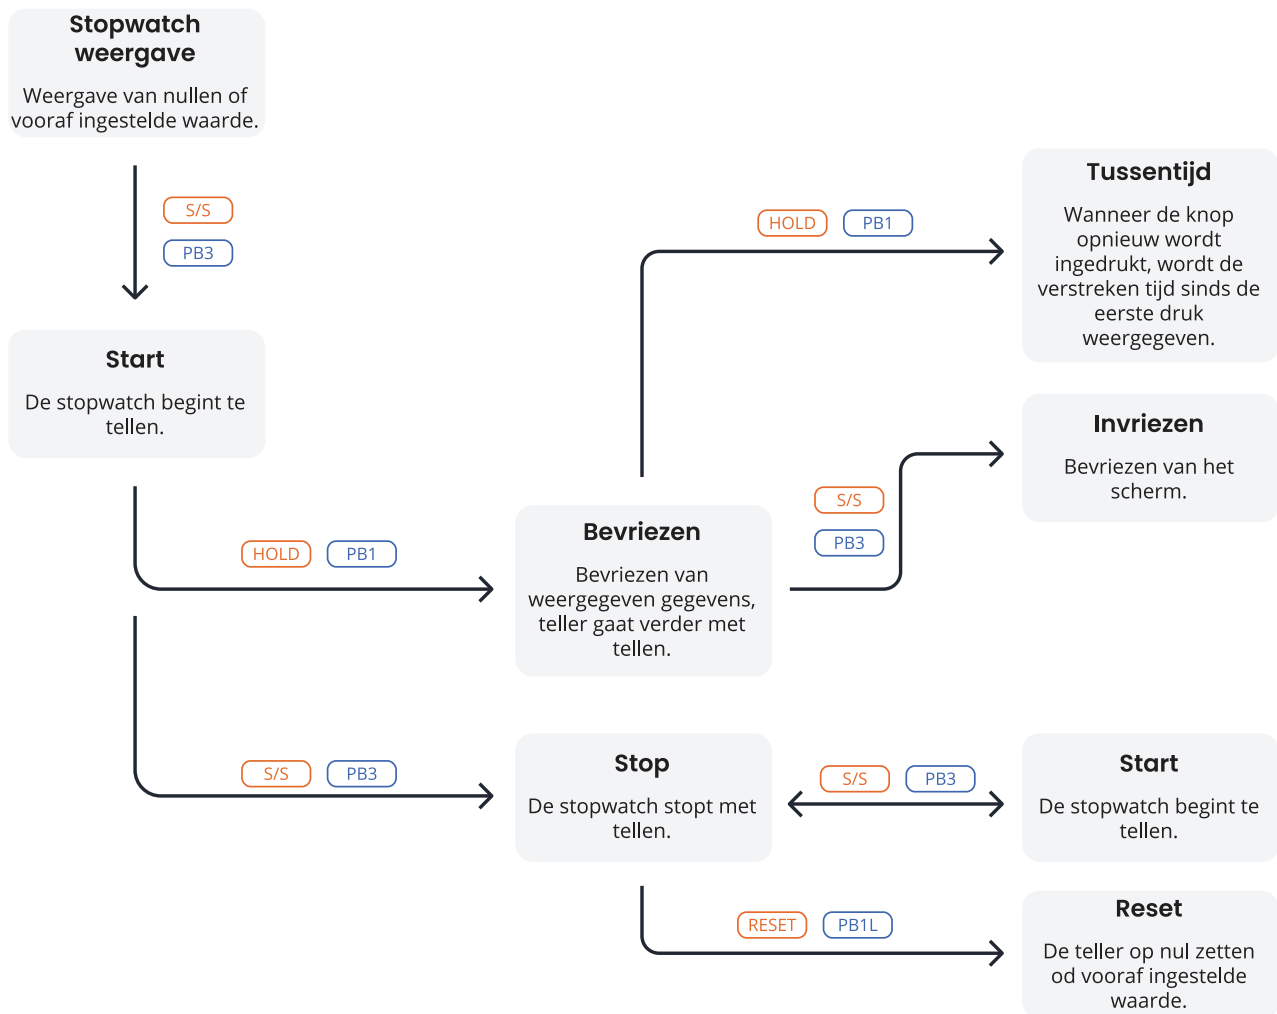 Stopwatch
weergave
Weergave van nullen of
vooraf ingestelde waarde.
S/S
PB3
Start
De stopwatch begint te
tellen.
HOLD PB1
Tussentijd
Wanneer de knop
opnieuw wordt
ingedrukt, wordt de
verstreken tijd sinds de
eerste druk
weergegeven.
Invriezen
Bevriezen van het
scherm.
S/S
PB3
HOLD PB1
Bevriezen
Bevriezen van
weergegeven gegevens,
teller gaat verder met
tellen.
S/S PB3
Stop
De stopwatch stopt met
tellen.
S/S PB3
Start
De stopwatch begint te
tellen.
RESET PB1L
Reset
De teller op nul zetten
od vooraf ingestelde
waarde.